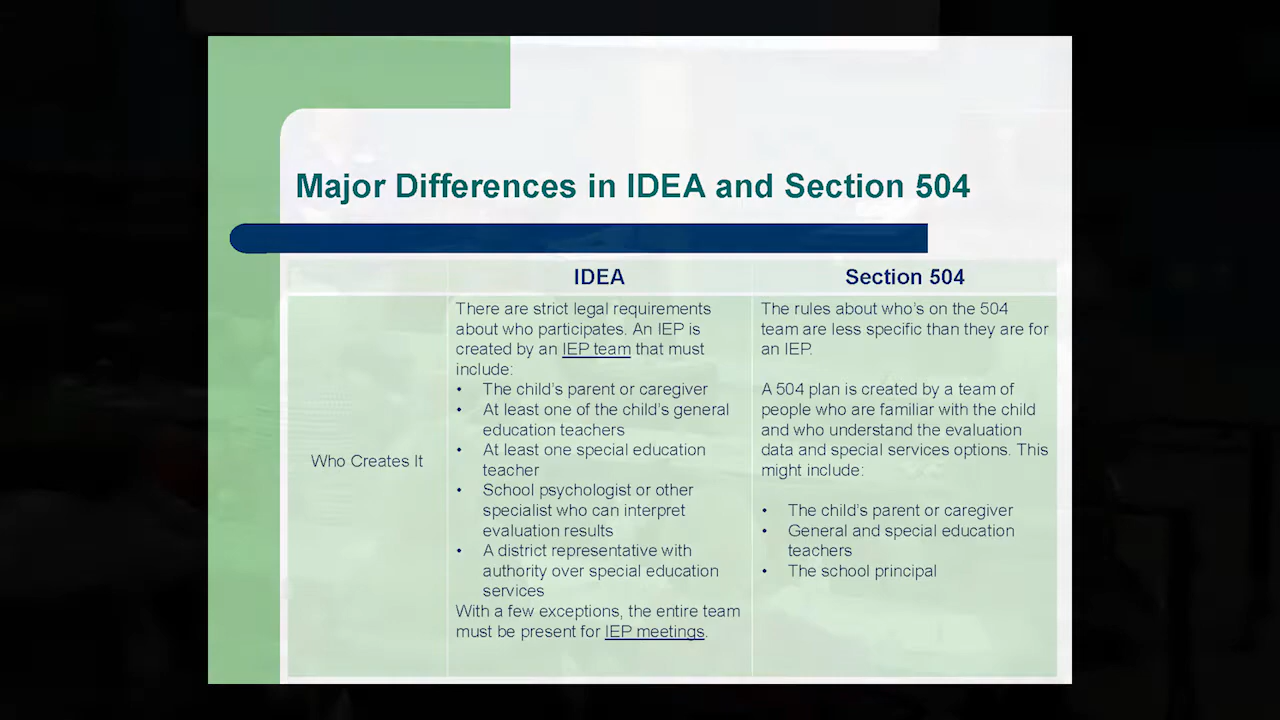 Major Differences in IDEA and Section 504
IDEA
Section 504
Who Creates It
There are strict legal requirements
about who participates. An IEP is
created by an IEP team that must
include:
• The child's parent or caregiver
• At least one of the child's general
education teachers
• At least one special education
teacher
• School psychologist or other
specialist who can interpret
evaluation results
• A district representative with
authority over special education
services
With a few exceptions, the entire team
must be present for IEP meetings.
The rules about who's on the 504
team are less specific than they are for
an IEP.
A 504 plan is created by a team of
people who are familiar with the child
and who understand the evaluation
data and special services options. This
might include:
• The child's parent or caregiver
• General and special education
teachers
• The school principal